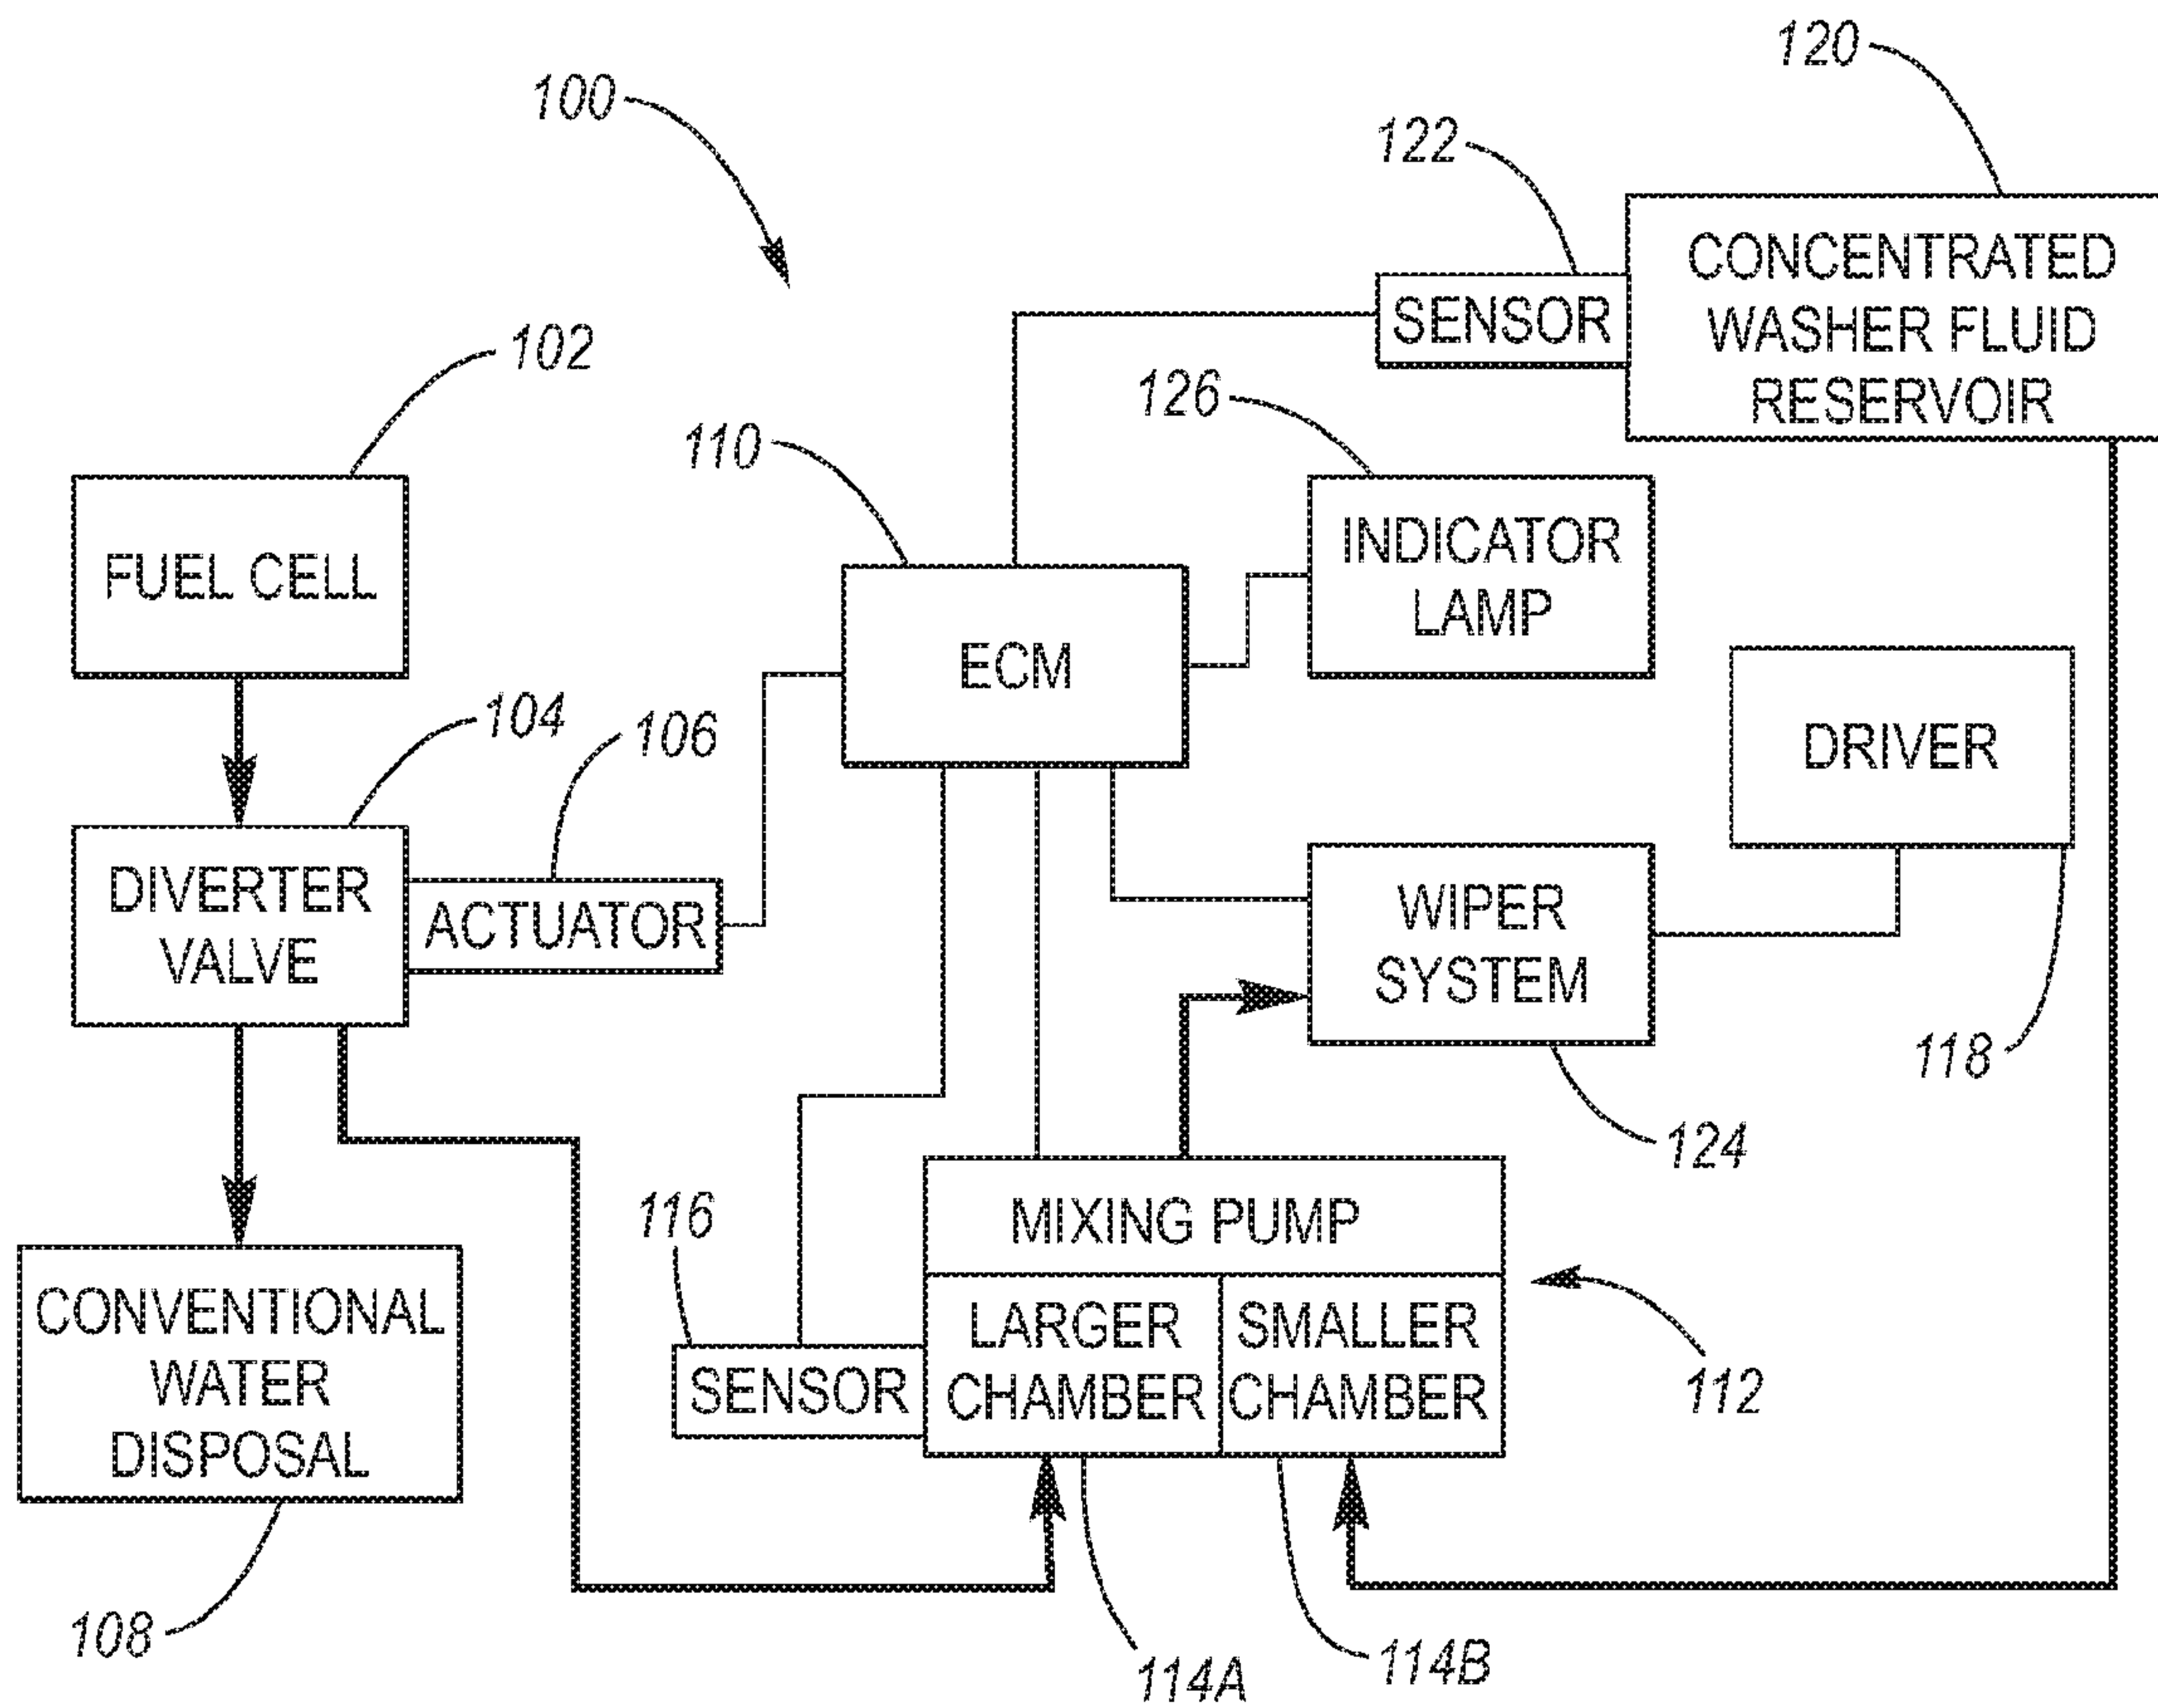 120
100
122
CONCENTRATED
WASHER FLUID
RESERVOIR
SENSOR
102
126
110
FUEL CELL
INDICATOR
LAMP
ECM
104
106
DRIVER
DIVERTER
VALVE
ACTUATOR
WIPER
SYSTEM
118
124
116
MIXING PUMP
CONVENTIONAL
WATER
DISPOSAL
SENSOR
LARGER
CHAMBER
SMALLER
CHAMBER
112
108
114A
114B